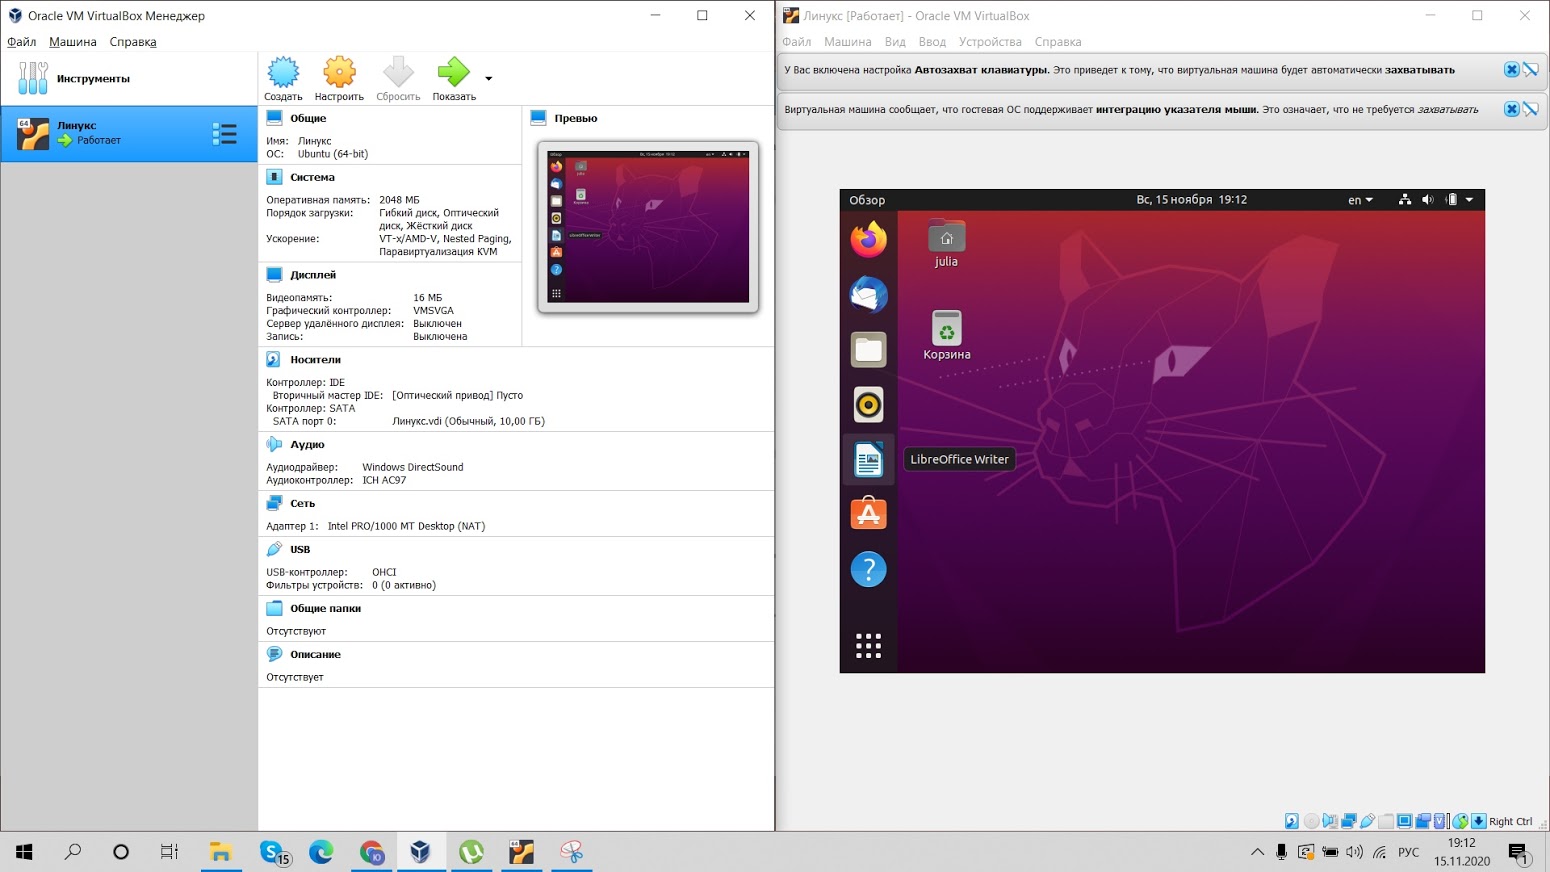 Oracle VM VirtualBox Менеджер
Файл Машина Справка
Инструменты
64
Линукс
Работает
Создать Настроить Сбросить Показать
Общие
Имя: Линукс
ОС: Ubuntu (64-bit)
Система
Оперативная память: 2048 МБ
Порядок загрузки: Гибкий диск, Оптический
диск, Жёсткий диск
Ускорение: VT-x/AMD-V, Nested Paging,
Паравиртуализация KVM
Дисплей
Видеопамять: 16 МБ
Графический контроллер: VMSVGA
Сервер удалённого дисплея: Выключен
Запись: Выключена
Превью
Носители
Контроллер: IDE
Вторичный мастер IDE: [Оптический привод] Пусто
Контроллер: SATA
SATA порт 0: Линукс.vdi (Обычный, 10,00 ГБ)
Аудио
Аудиодрайвер: Windows DirectSound
Аудиоконтроллер: ICH AC97
Сеть
Адаптер 1: Intel PRO/1000 MT Desktop (NAT)
USB
USB-контроллер: OHCI
Фильтры устройств: 0 (0 активно)
Общие папки
Отсутствуют
Описание
Отсутствует
Линукс [Работает] - Oracle VM VirtualBox
Файл Машина Вид Ввод Устройства Справка
У Вас включена настройка Автозахват клавиатуры. Это приведет к тому, что виртуальная машина будет автоматически захватывать
Виртуальная машина сообщает, что гостевая ОС поддерживает интеграцию указателя мыши. Это означает, что не требуется захватывать
Обзор Вс, 15 ноября 19:12 en
julia
Корзина
LibreOffice Writer
Right Ctrl
15
64
РУС
19:12
15.11.2020
1